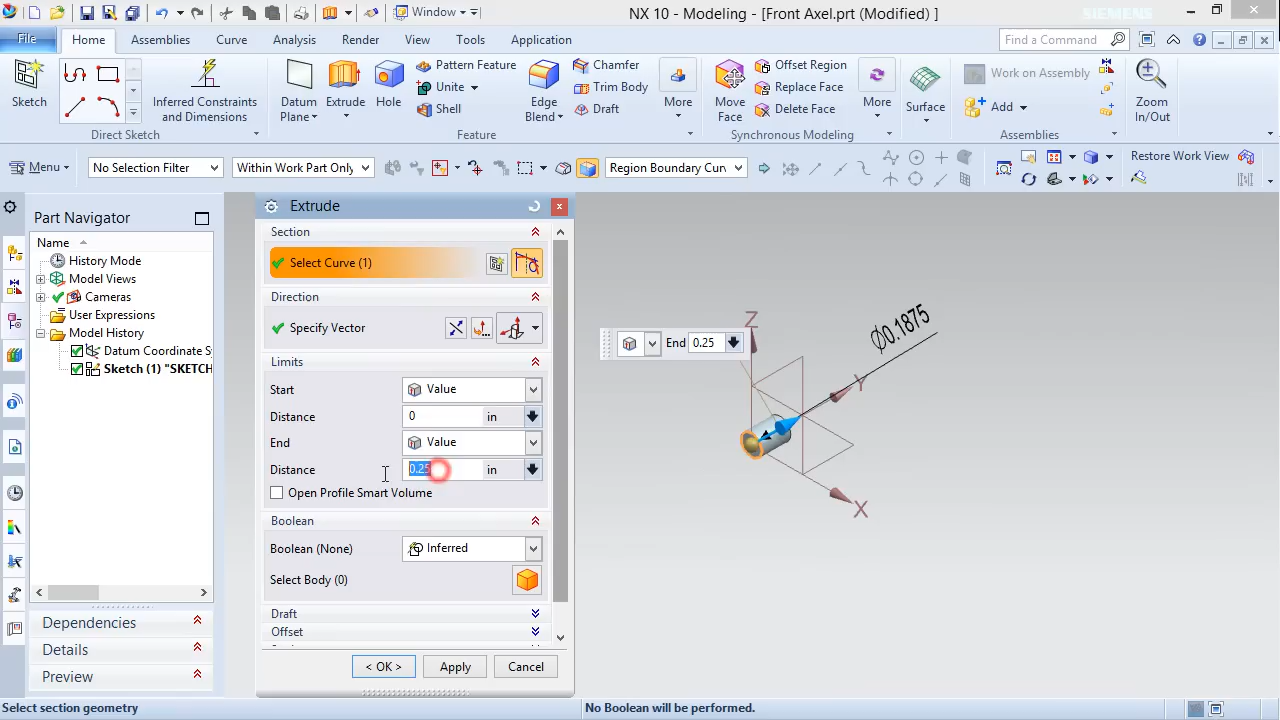 Window
NX 10 - Modeling - [Front Axel.prt (Modified) ]
SIEMENS
File
Home
Assemblies
Curve
Analysis
Render
View
Tools
Application
Find a Command
Sketch
Inferred Constraints
and Dimensions
Direct Sketch
Datum
Plane
Extrude
Hole
Pattern Feature
Unite
Shell
Edge
Blend
Chamfer
Trim Body
Draft
More
Feature
Move
Face
Offset Region
Replace Face
Delete Face
More
Synchronous Modeling
Surface
Work on Assembly
Add
Assemblies
Zoom
In/Out
Menu
No Selection Filter
Within Work Part Only
Region Boundary Curv
Restore Work View
Part Navigator
Name
History Mode
Model Views
Cameras
User Expressions
Model History
Datum Coordinate Sy
Sketch (1) "SKETCH
Dependencies
Details
Preview
Extrude
Section
Select Curve (1)
Direction
Specify Vector
Limits
Start
Value
Distance
0
in
End
Value
Distance
0.25
in
Open Profile Smart Volume
Boolean
Boolean (None)
Inferred
Select Body (0)
Draft
Offset
< OK >
Apply
Cancel
End 0.25
Z
Ø0.1875
Y
X
Select section geometry
No Boolean will be performed.